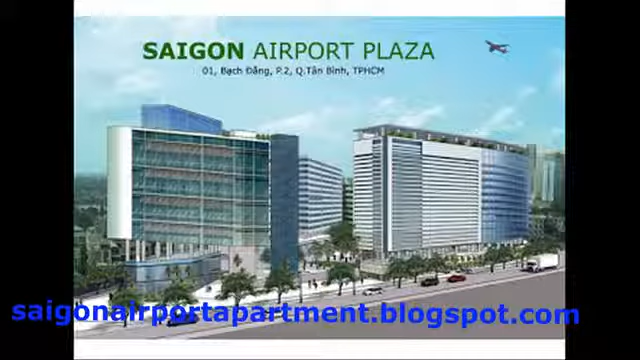 SAIGON AIRPORT PLAZA
01, Bạch Đằng, P.2, Q.Tân Bình, TPHCM
saigonairportapartment.blogspot.com